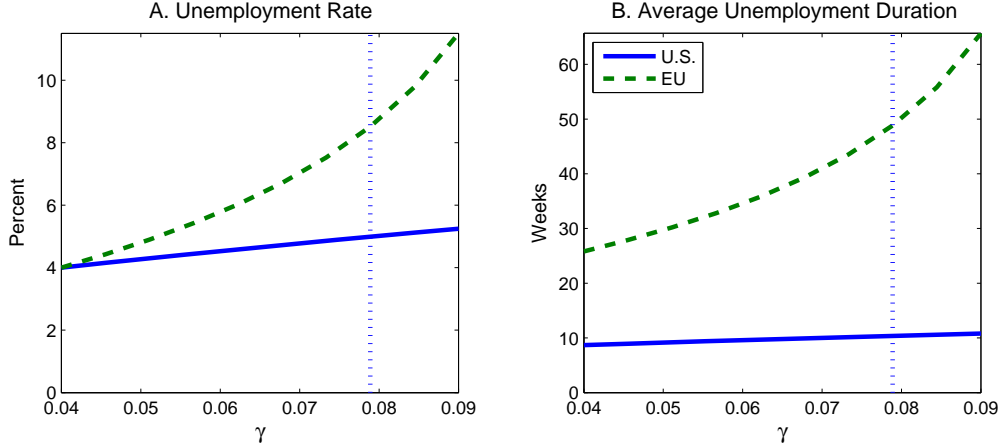 A. Unemployment Rate
Percent
10
8
6
4
2
0
0.04 0.05 0.06 0.07 0.08 0.09
γ
B. Average Unemployment Duration
U.S.
EU
Weeks
60
50
40
30
20
10
0
0.04 0.05 0.06 0.07 0.08 0.09
γ